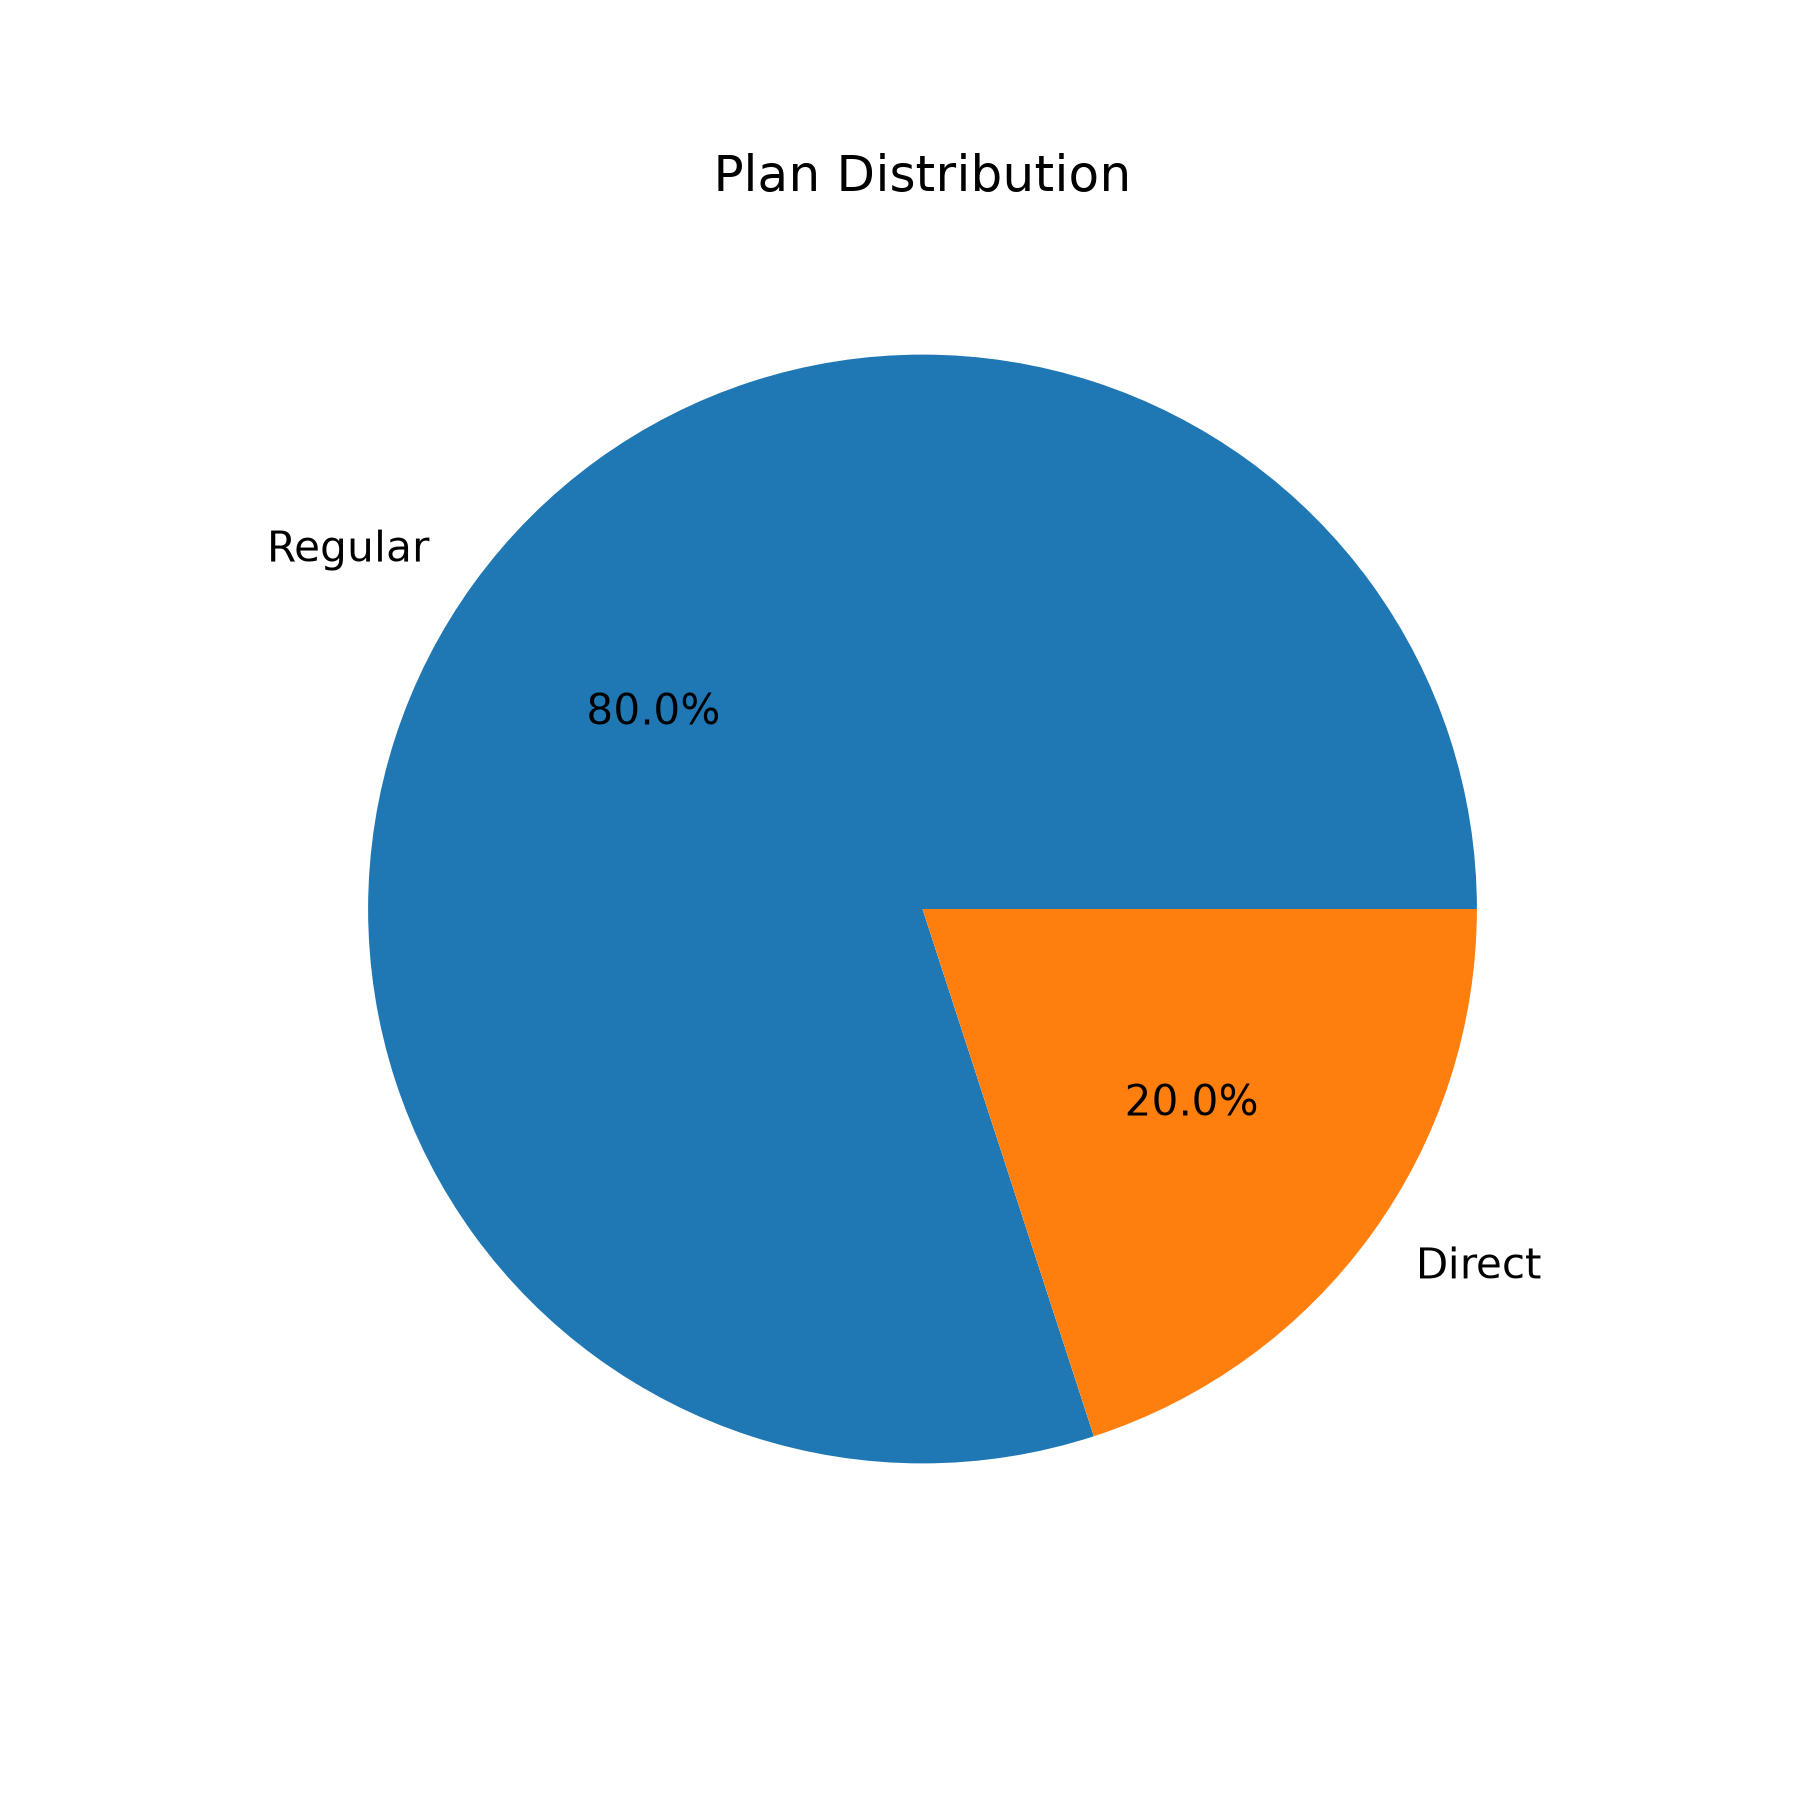 Plan Distribution
Regular
80.0%
20.0%
Direct